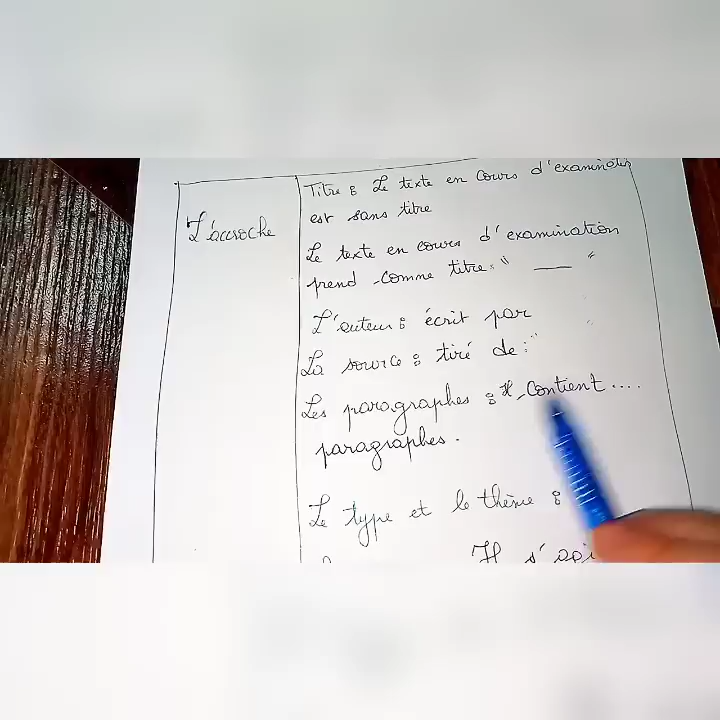 L'accroche
Titre : Le texte en cours d'examination
est sans titre
Le texte en cours d'examination
prend comme titre : " — "
L'auteur : écrit par " "
La source : tiré de : "
Les paragraphes : * contient ....
paragraphes.
Le type et le thème :
Il s'agi